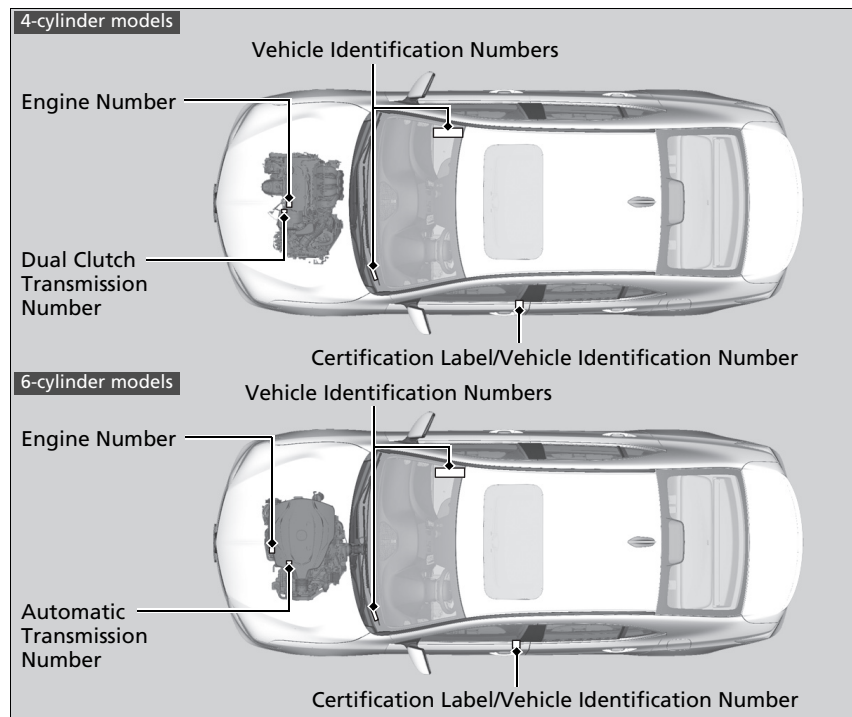 4-cylinder models
Vehicle Identification Numbers
Engine Number
Dual Clutch
Transmission
Number
Certification Label/Vehicle Identification Number
6-cylinder models
Vehicle Identification Numbers
Engine Number
Automatic
Transmission
Number
Certification Label/Vehicle Identification Number